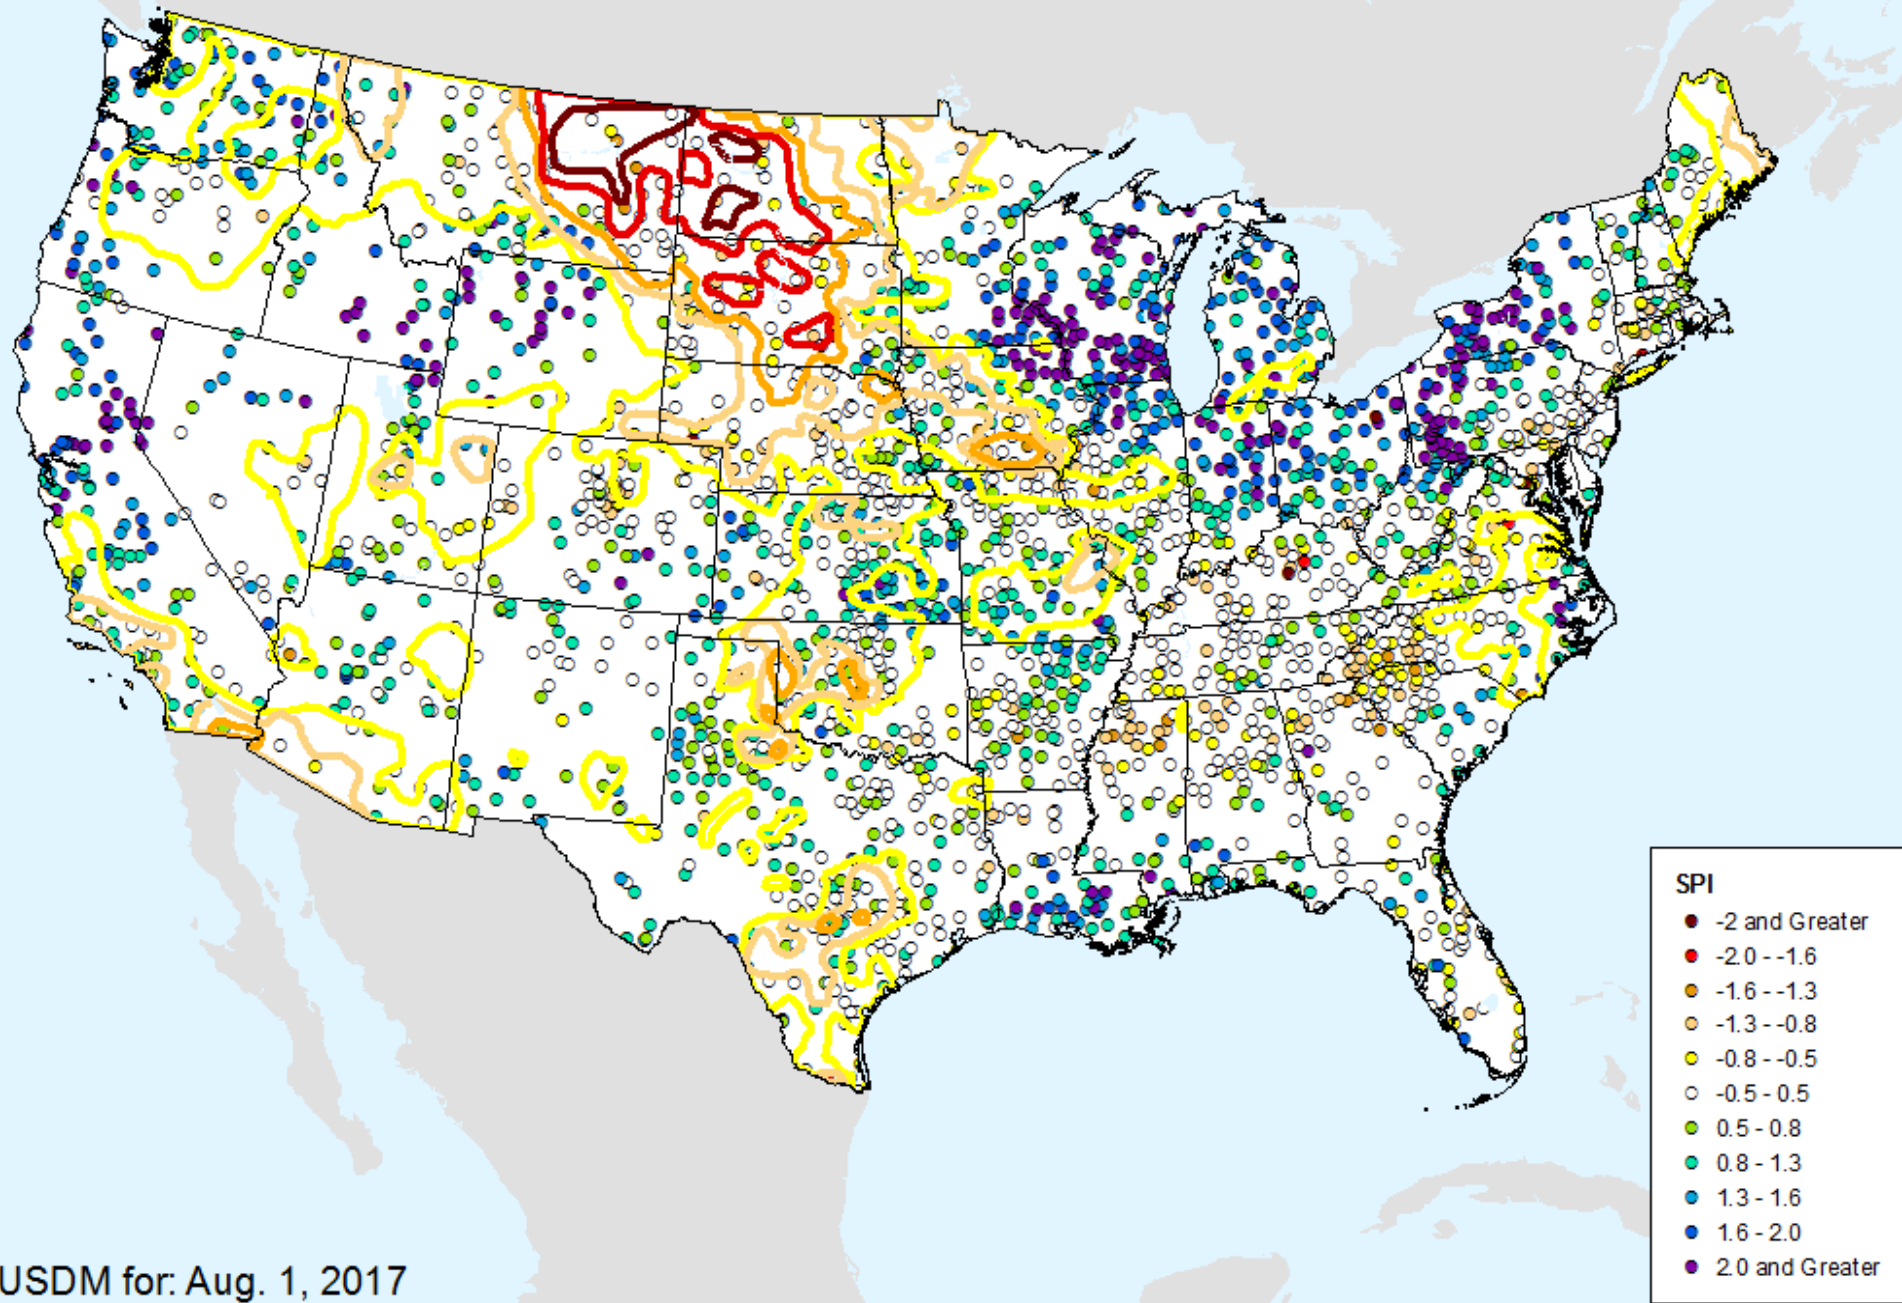 SPI
-2 and Greater
-2.0 - -1.6
-1.6 - -1.3
-1.3 - -0.8
-0.8 - -0.5
-0.5 - 0.5
0.5 - 0.8
0.8 - 1.3
1.3 - 1.6
1.6 - 2.0
2.0 and Greater
USDM for: Aug. 1, 2017